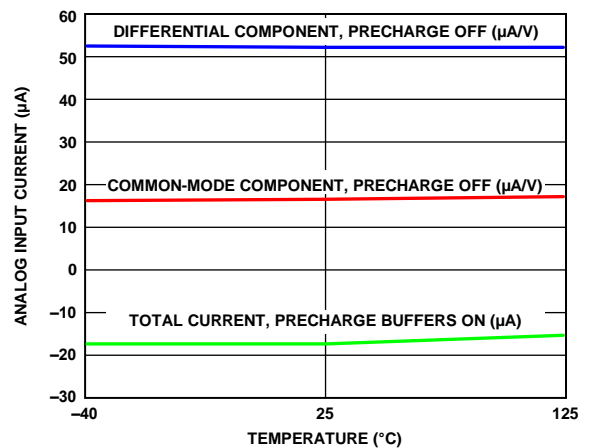 60
50
40
30
20
10
0
–10
–20
–30
ANALOG INPUT CURRENT (µA)
DIFFERENTIAL COMPONENT, PRECHARGE OFF (µA/V)
COMMON-MODE COMPONENT, PRECHARGE OFF (µA/V)
TOTAL CURRENT, PRECHARGE BUFFERS ON (µA)
–40 25 125
TEMPERATURE (°C)